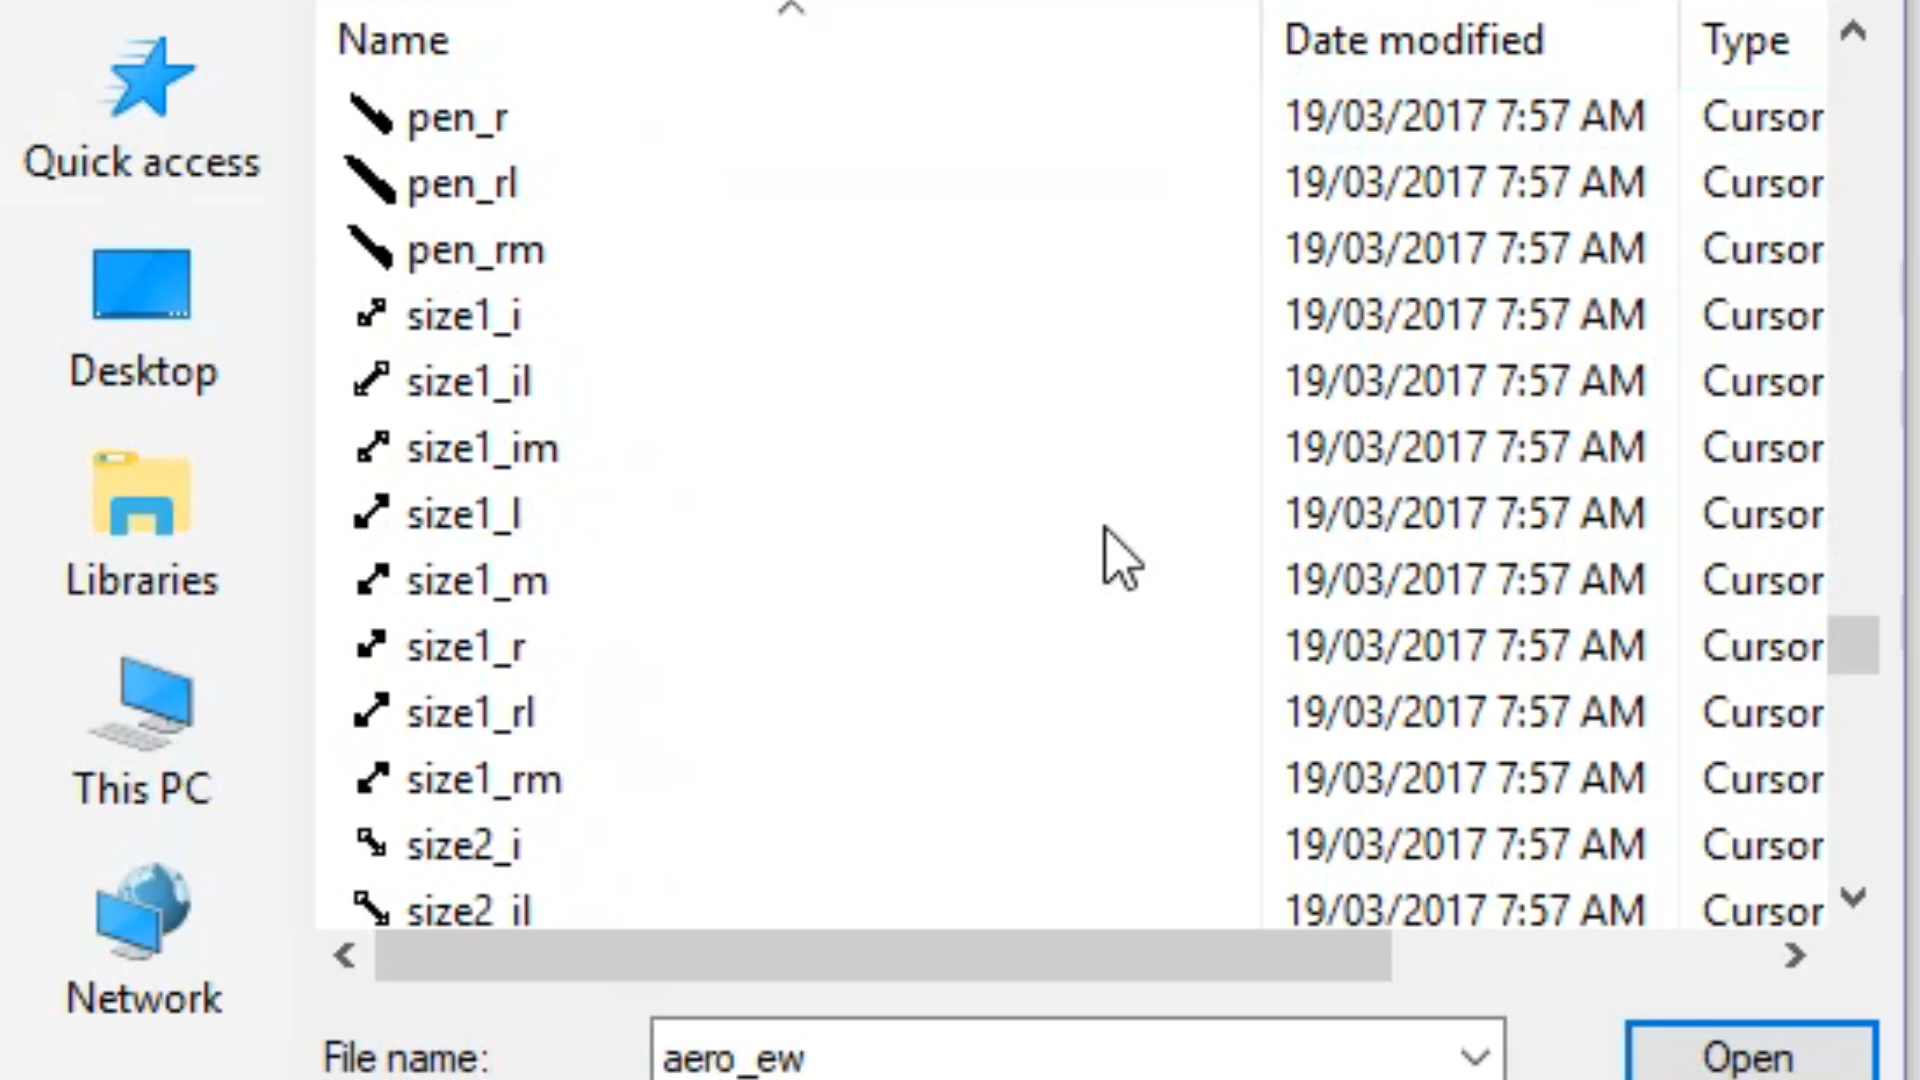 Name Date modified Type
Quick access
Desktop
Libraries
This PC
Network
pen_r 19/03/2017 7:57 AM Cursor
pen_rl 19/03/2017 7:57 AM Cursor
pen_rm 19/03/2017 7:57 AM Cursor
size1_i 19/03/2017 7:57 AM Cursor
size1_il 19/03/2017 7:57 AM Cursor
size1_im 19/03/2017 7:57 AM Cursor
size1_l 19/03/2017 7:57 AM Cursor
size1_m 19/03/2017 7:57 AM Cursor
size1_r 19/03/2017 7:57 AM Cursor
size1_rl 19/03/2017 7:57 AM Cursor
size1_rm 19/03/2017 7:57 AM Cursor
size2_i 19/03/2017 7:57 AM Cursor
size2_il 19/03/2017 7:57 AM Cursor
File name: aero_ew Open